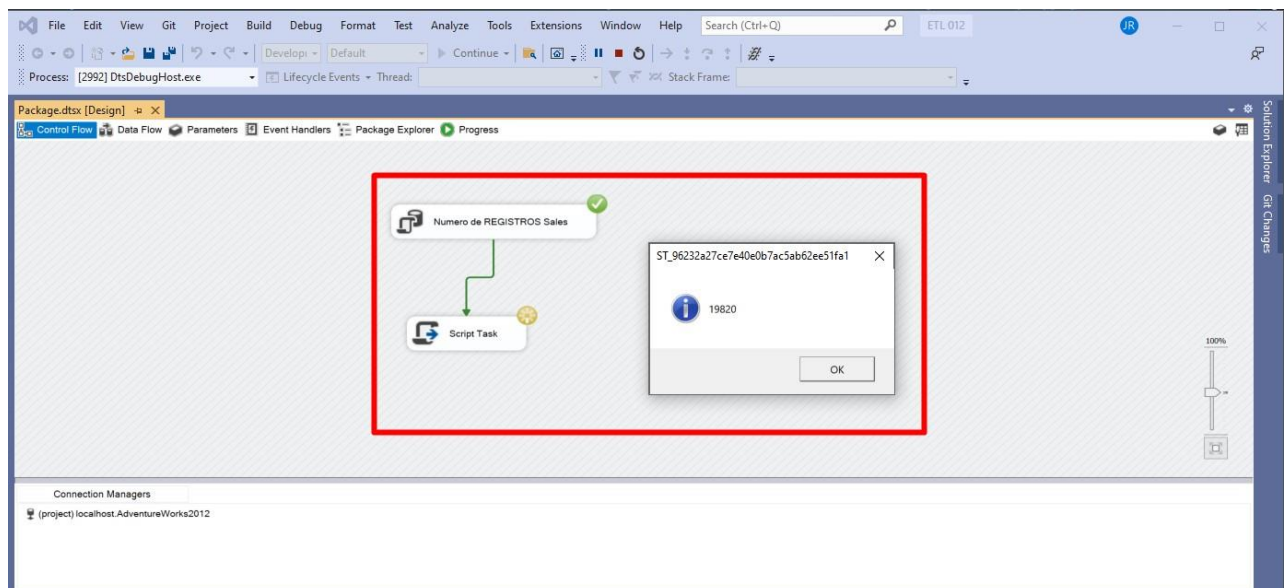 File Edit View Git Project Build Debug Format Test Analyze Tools Extensions Window Help Search (Ctrl+Q) ETL 012 JR
Develop Default Continue
Process: [2992] DtsDebugHost.exe Lifecycle Events Thread: Stack Frame:
Package.dtsx [Design]
Control Flow Data Flow Parameters Event Handlers Package Explorer Progress
Solution Explorer
Git Changes
Numero de REGISTROS Sales
ST_96232a27ce7e40e0b7ac5ab62ee51fa1
19820
Script Task
OK
100%
Connection Managers
(project) localhost.AdventureWorks2012